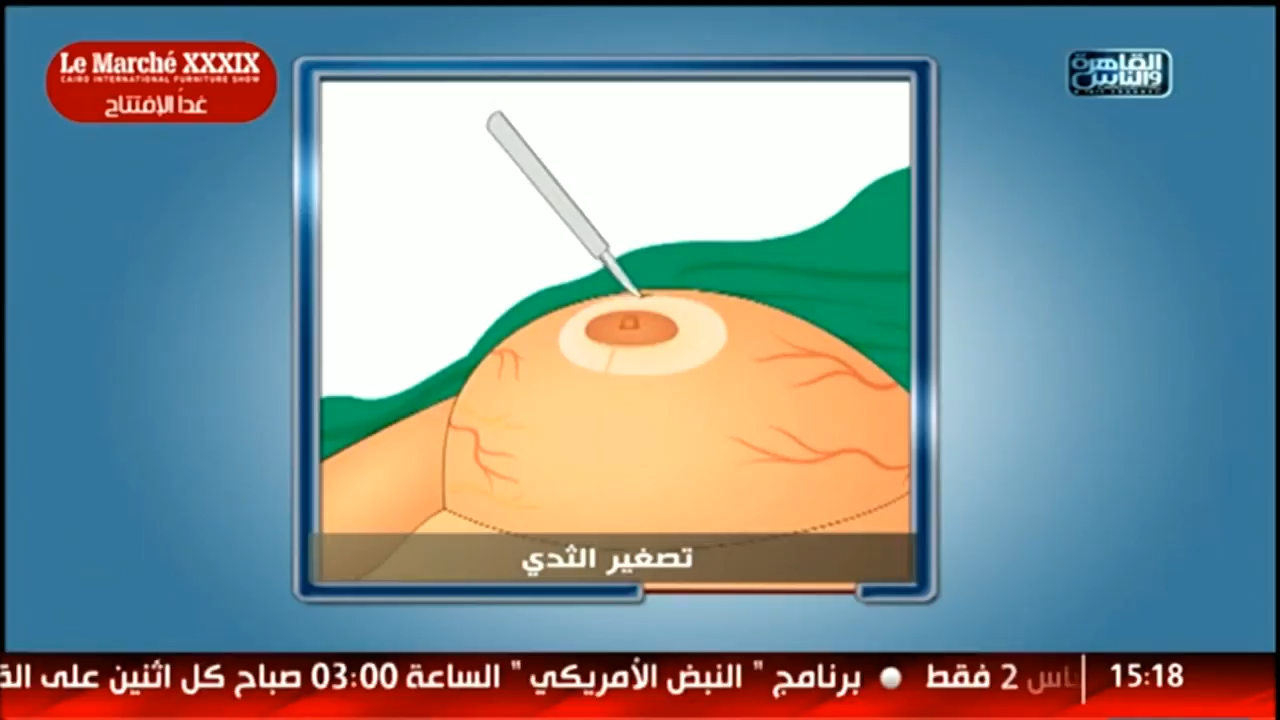 Le Marché XXXIX
CAIRO INTERNATIONAL FURNITURE SHOW
غداً الإفتتاح
القاهرة
والناس
تصغير الثدي
2 فقط ● برنامج " النبض الأمريكي " الساعة 03:00 صباح كل اثنين على
15:18